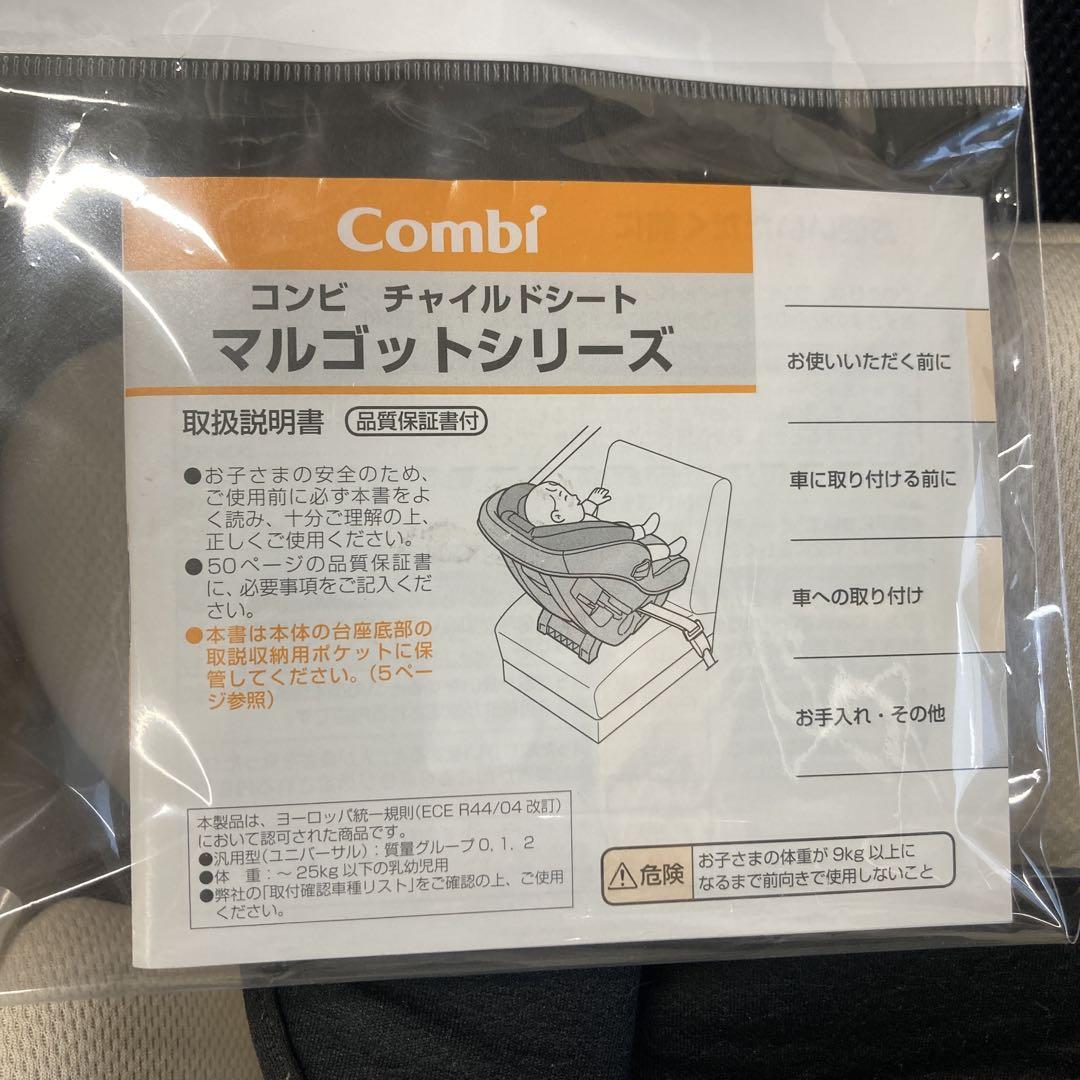 Combi
コンビ チャイルドシート
マルゴットシリーズ
取扱説明書 品質保証書付
●お子さまの安全のため、
ご使用前に必ず本書をよ
く読み、十分ご理解の上、
正しくご使用ください。
●50ページの品質保証書
に、必要事項をご記入くだ
さい。
●本書は本体の台座底部の
取説収納用ポケットに保
管してください。(5ペー
ジ参照)
お使いいただく前に
車に取り付ける前に
車への取り付け
お手入れ・その他
本製品は、ヨーロッパ統一規則(ECE R44/04 改訂)
において認可された商品です。
●汎用型(ユニバーサル):質量グループ0, 1, 2
●体 重:~25kg 以下の乳幼児用
●弊社の「取付確認車種リスト」をご確認の上、ご使用
ください。
危険
お子さまの体重が 9kg 以上に
なるまで前向きで使用しないこと